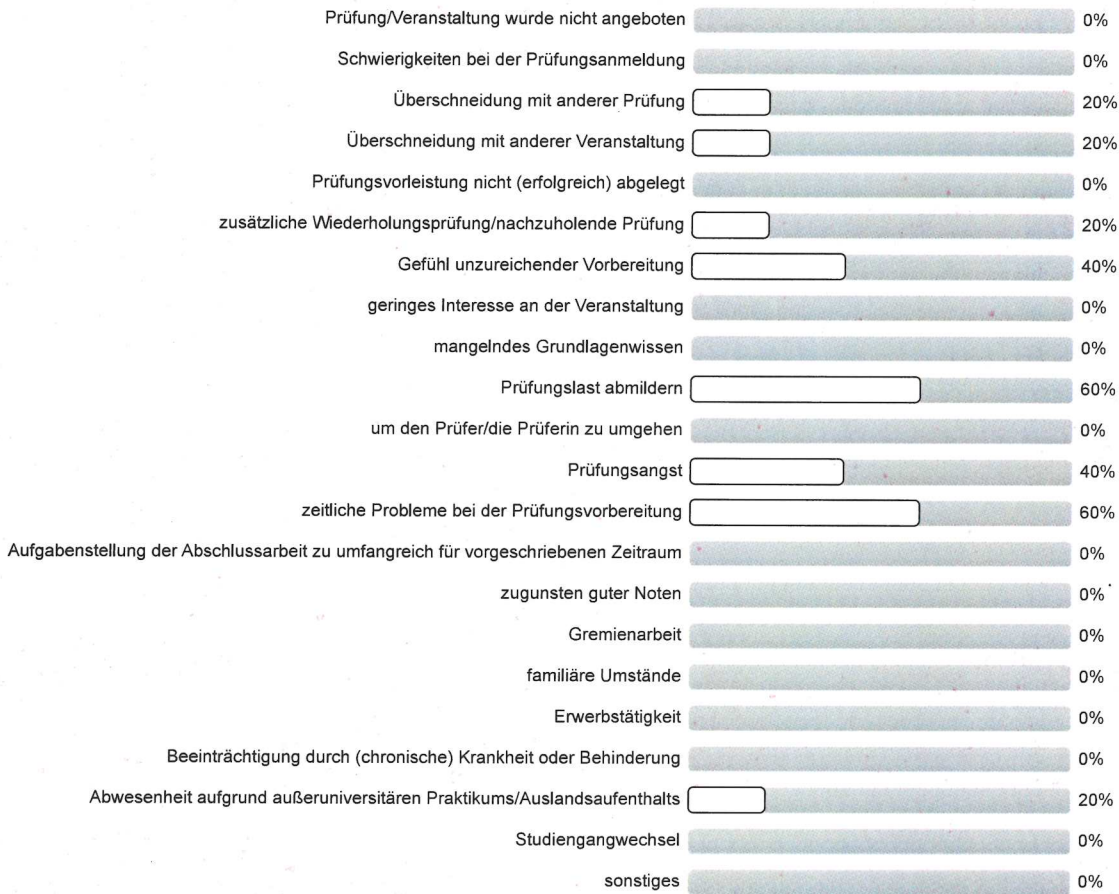 Prüfung/Veranstaltung wurde nicht angeboten 0%
Schwierigkeiten bei der Prüfungsanmeldung 0%
Überschneidung mit anderer Prüfung 20%
Überschneidung mit anderer Veranstaltung 20%
Prüfungsvorleistung nicht (erfolgreich) abgelegt 0%
zusätzliche Wiederholungsprüfung/nachzuholende Prüfung 20%
Gefühl unzureichender Vorbereitung 40%
geringes Interesse an der Veranstaltung 0%
mangelndes Grundlagenwissen 0%
Prüfungslast abmildern 60%
um den Prüfer/die Prüferin zu umgehen 0%
Prüfungsangst 40%
zeitliche Probleme bei der Prüfungsvorbereitung 60%
Aufgabenstellung der Abschlussarbeit zu umfangreich für vorgeschriebenen Zeitraum 0%
zugunsten guter Noten 0%
Gremienarbeit 0%
familiäre Umstände 0%
Erwerbstätigkeit 0%
Beeinträchtigung durch (chronische) Krankheit oder Behinderung 0%
Abwesenheit aufgrund außeruniversitären Praktikums/Auslandsaufenthalts 20%
Studiengangwechsel 0%
sonstiges 0%